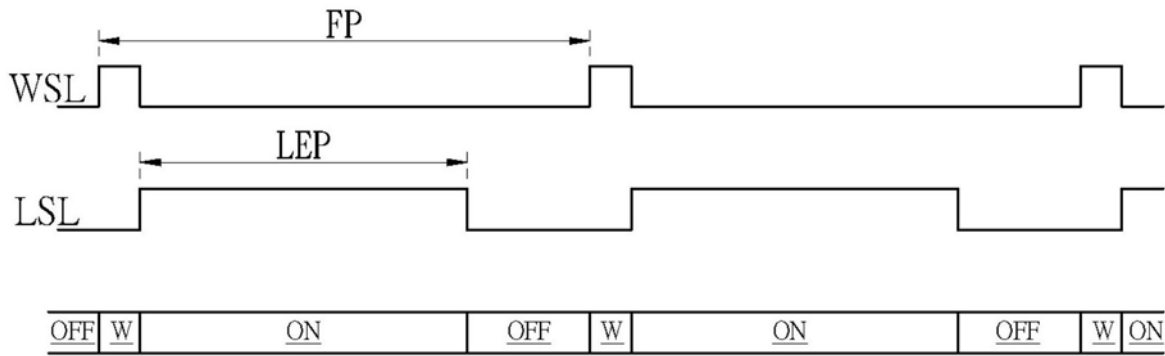 FP
WSL
LEP
LSL
OFF W ON OFF W ON OFF W ON